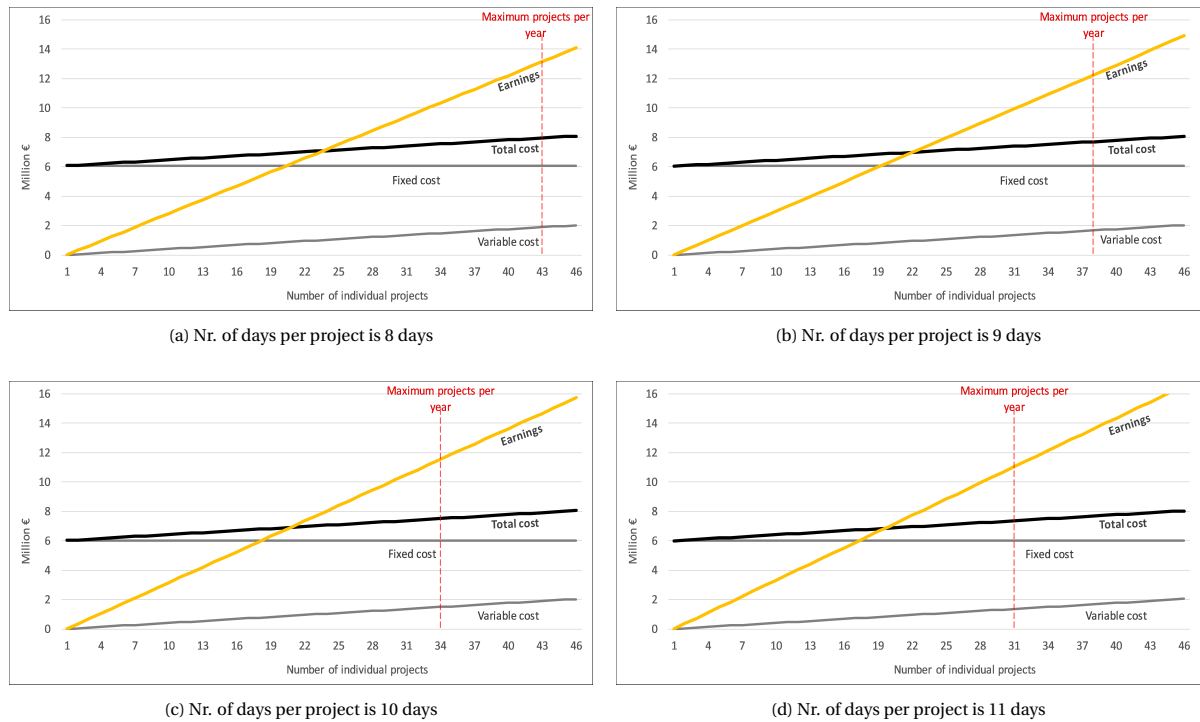 Maximum projects per
year
16
14
12
10
8
6
4
2
0
Million €
Earnings
Total cost
Fixed cost
Variable cost
1 4 7 10 13 16 19 22 25 28 31 34 37 40 43 46
Number of individual projects
(a) Nr. of days per project is 8 days
Maximum projects per
year
16
14
12
10
8
6
4
2
0
Million €
Earnings
Total cost
Fixed cost
Variable cost
1 4 7 10 13 16 19 22 25 28 31 34 37 40 43 46
Number of individual projects
(b) Nr. of days per project is 9 days
Maximum projects per
year
16
14
12
10
8
6
4
2
0
Million €
Earnings
Total cost
Fixed cost
Variable cost
1 4 7 10 13 16 19 22 25 28 31 34 37 40 43 46
Number of individual projects
(c) Nr. of days per project is 10 days
Maximum projects per
year
16
14
12
10
8
6
4
2
0
Million €
Earnings
Total cost
Fixed cost
Variable cost
1 4 7 10 13 16 19 22 25 28 31 34 37 40 43 46
Number of individual projects
(d) Nr. of days per project is 11 days